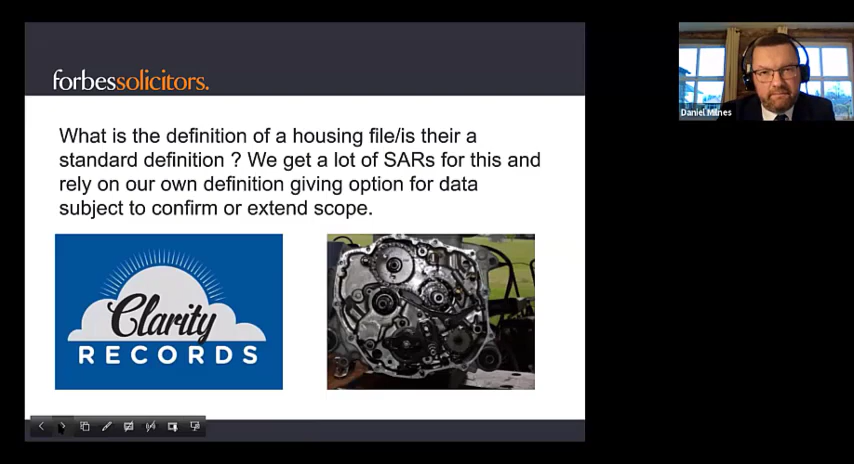 forbessolicitors.
What is the definition of a housing file/is their a
standard definition ? We get a lot of SARs for this and
rely on our own definition giving option for data
subject to confirm or extend scope.
Clarity
RECORDS
Daniel Milnes